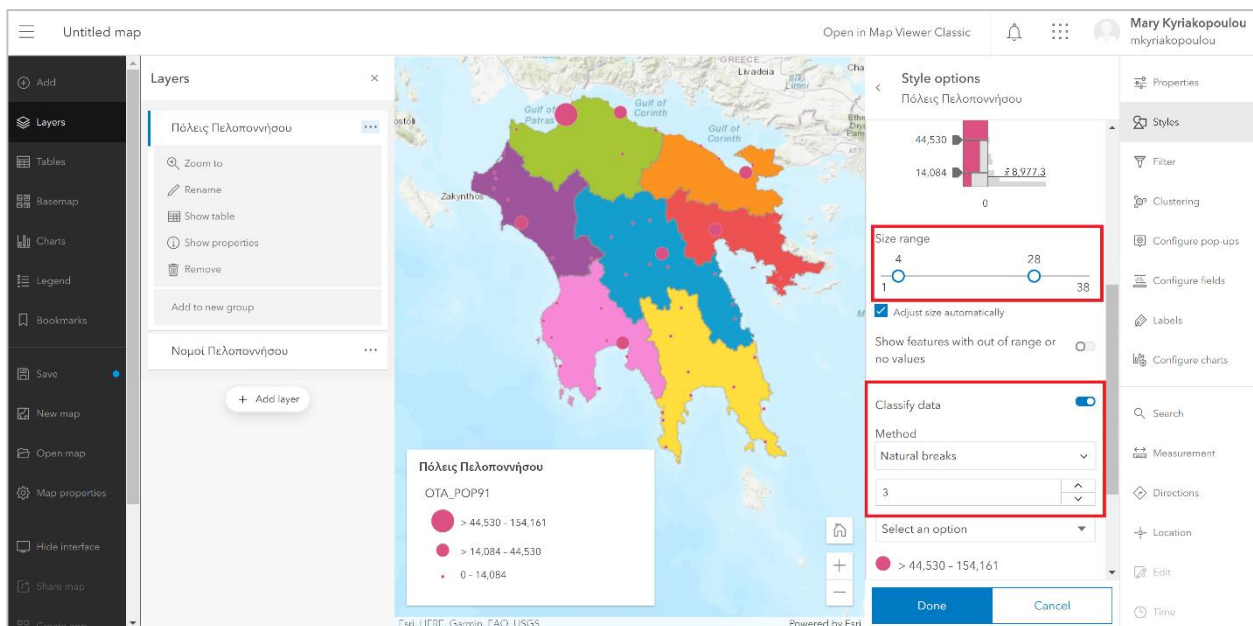 Untitled map
Open in Map Viewer Classic
Mary Kyriakopoulou
mkyriakopoulou
Add
Layers
Tables
Basemap
Charts
Legend
Bookmarks
Save
New map
Open map
Map properties
Hide interface
Share map
Layers
Πόλεις Πελοποννήσου
Zoom to
Rename
Show table
Show properties
Remove
Add to new group
Νομοί Πελοποννήσου
+ Add layer
GREECE
Livadeia
Limni
Cha
Gulf of
Patras
Gulf of
Corinth
Gulf of
Corinth
Zakynthos
Πόλεις Πελοποννήσου
OTA_POP91
> 44,530 - 154,161
> 14,084 - 44,530
0 - 14,084
Esri, HERE, Garmin, FAO, USGS
Powered by Esri
Style options
Πόλεις Πελοποννήσου
44,530
14,084
x̄ 8,977.3
0
Size range
4 28
1 38
Adjust size automatically
Show features with out of range or
no values
Classify data
Method
Natural breaks
3
Select an option
> 44,530 - 154,161
Done
Cancel
Properties
Styles
Filter
Clustering
Configure pop-ups
Configure fields
Labels
Configure charts
Search
Measurement
Directions
Location
Edit
Time